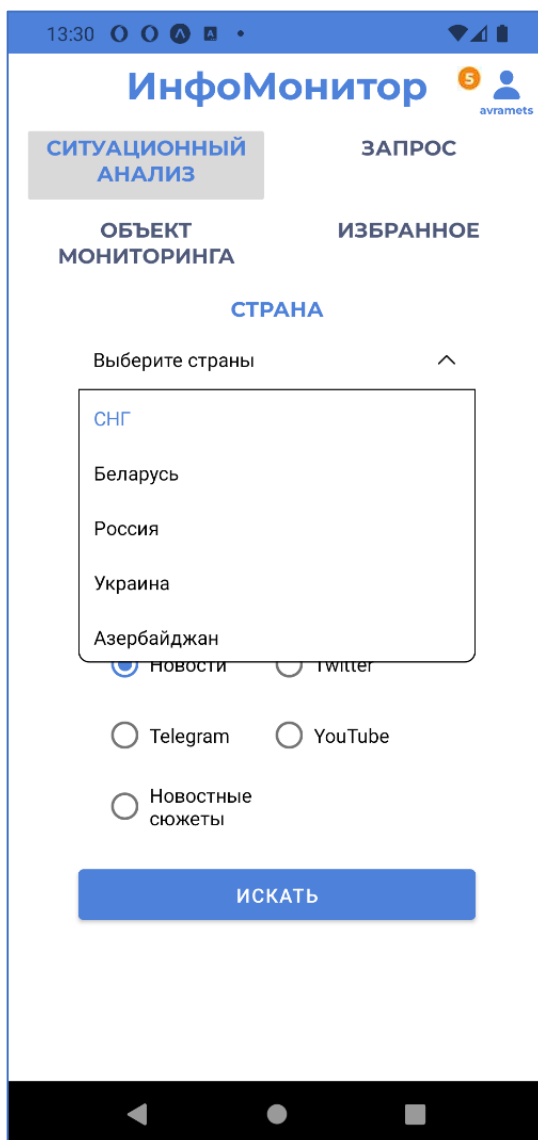 13:30
ИнфоМонитор
5
avramets
СИТУАЦИОННЫЙ
АНАЛИЗ
ЗАПРОС
ОБЪЕКТ
МОНИТОРИНГА
ИЗБРАННОЕ
СТРАНА
Выберите страны
СНГ
Беларусь
Россия
Украина
Азербайджан
Новости Twitter
Telegram YouTube
Новостные
сюжеты
ИСКАТЬ